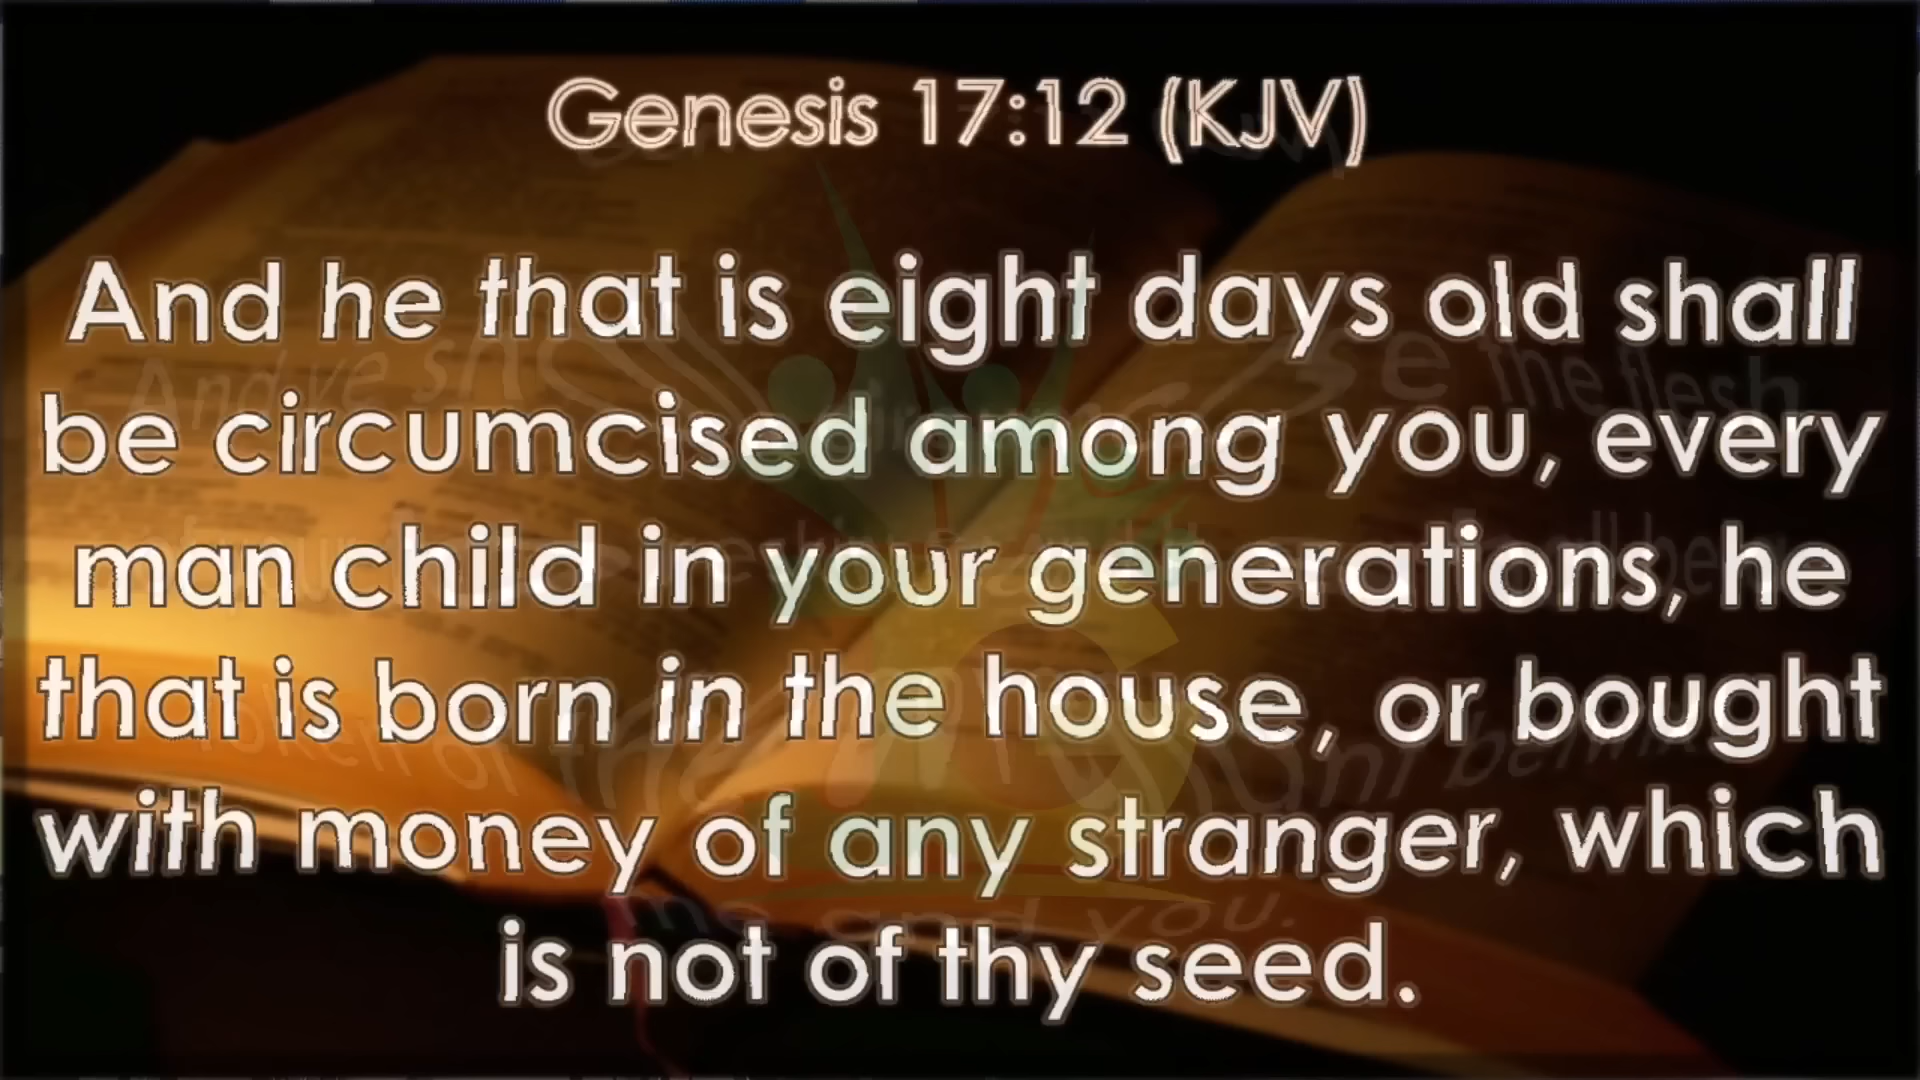 Genesis 17:12 (KJV)
And he that is eight days old shall
be circumcised among you, every
man child in your generations, he
that is born in the house, or bought
with money of any stranger, which
is not of thy seed.